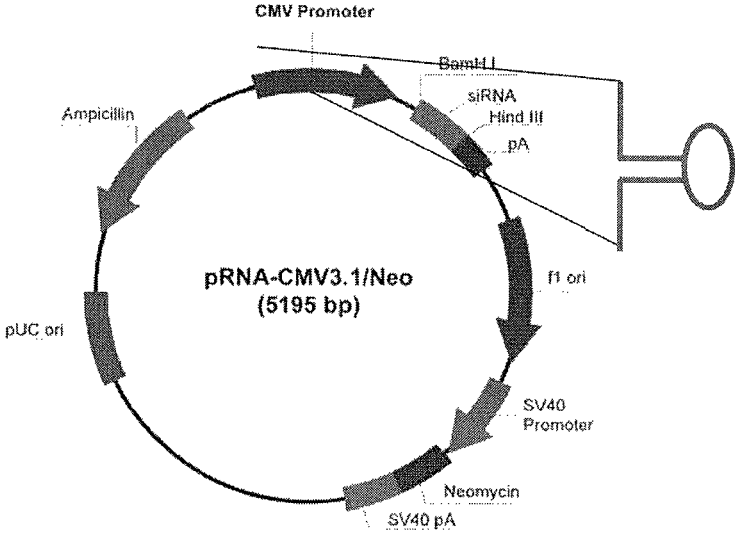 CMV Promoter
BamH I
siRNA
Hind III
pA
Ampicillin
pRNA-CMV3.1/Neo
(5195 bp)
f1 ori
pUC ori
SV40
Promoter
Neomycin
SV40 pA